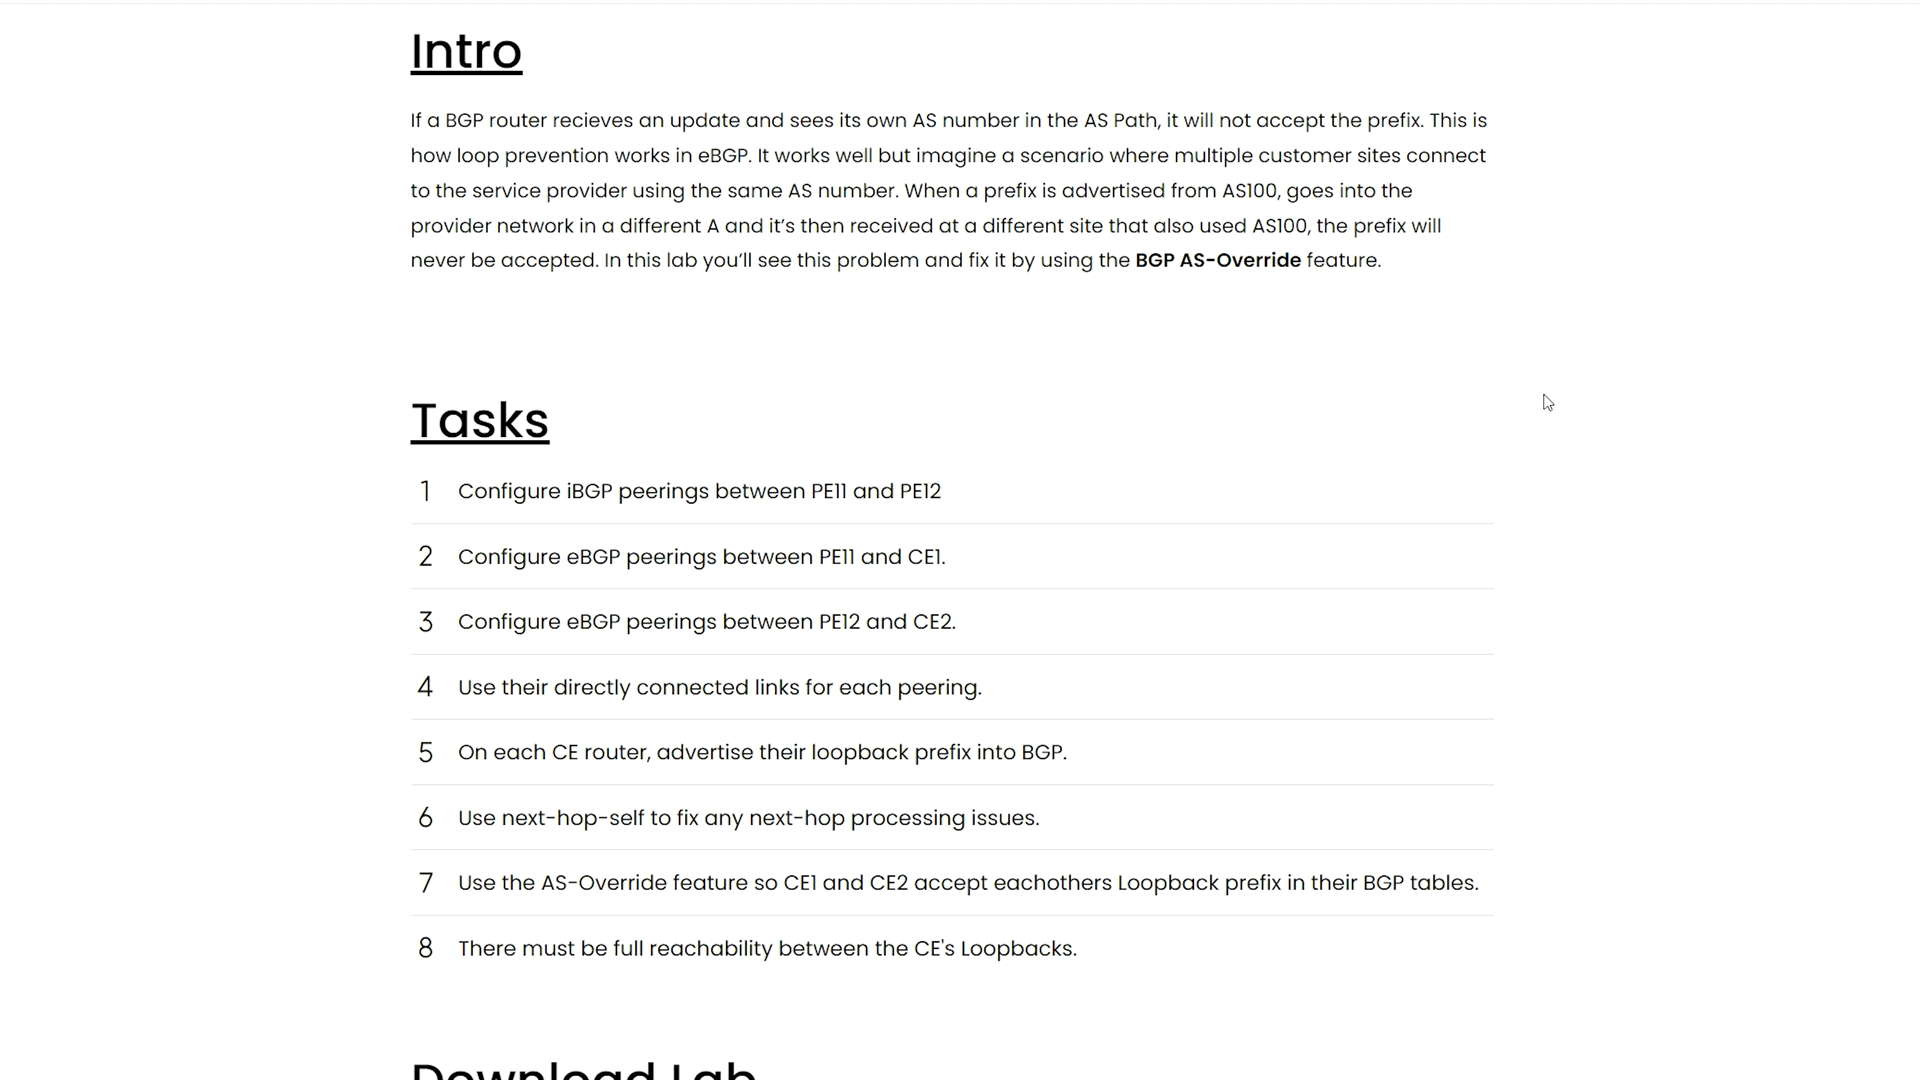 Intro
If a BGP router recieves an update and sees its own AS number in the AS Path, it will not accept the prefix. This is
how loop prevention works in eBGP. It works well but imagine a scenario where multiple customer sites connect
to the service provider using the same AS number. When a prefix is advertised from AS100, goes into the
provider network in a different A and it’s then received at a different site that also used AS100, the prefix will
never be accepted. In this lab you’ll see this problem and fix it by using the BGP AS-Override feature.
Tasks
1 Configure iBGP peerings between PE11 and PE12
2 Configure eBGP peerings between PE11 and CE1.
3 Configure eBGP peerings between PE12 and CE2.
4 Use their directly connected links for each peering.
5 On each CE router, advertise their loopback prefix into BGP.
6 Use next-hop-self to fix any next-hop processing issues.
7 Use the AS-Override feature so CE1 and CE2 accept eachothers Loopback prefix in their BGP tables.
8 There must be full reachability between the CE's Loopbacks.
Download Lab